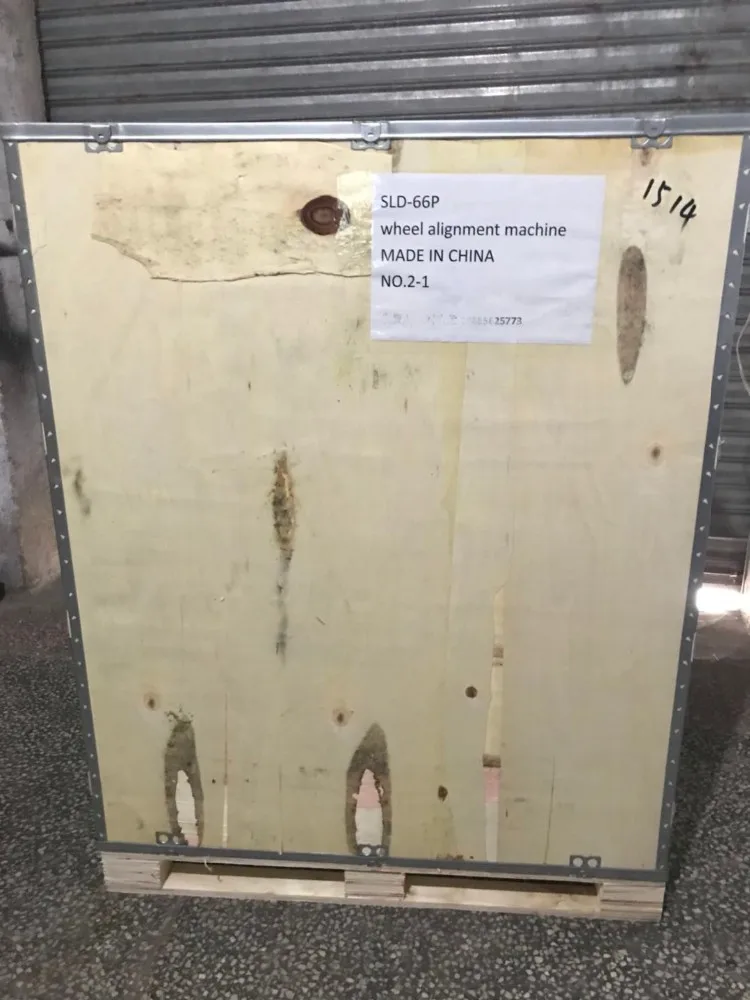 SLD-66P
wheel alignment machine
MADE IN CHINA
NO.2-1
1514